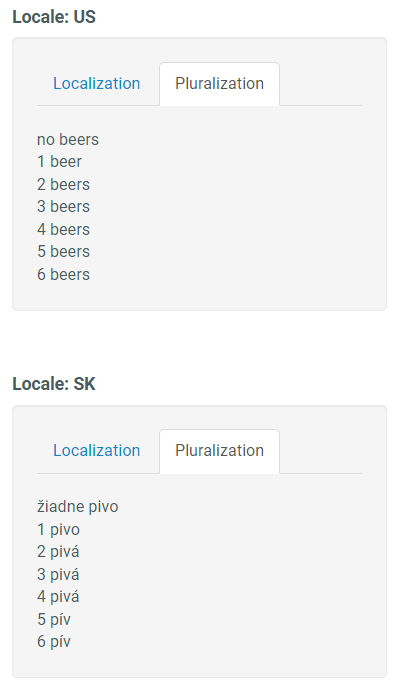 Locale: US
Localization Pluralization
no beers
1 beer
2 beers
3 beers
4 beers
5 beers
6 beers
Locale: SK
Localization Pluralization
žiadne pivo
1 pivo
2 pivá
3 pivá
4 pivá
5 pív
6 pív